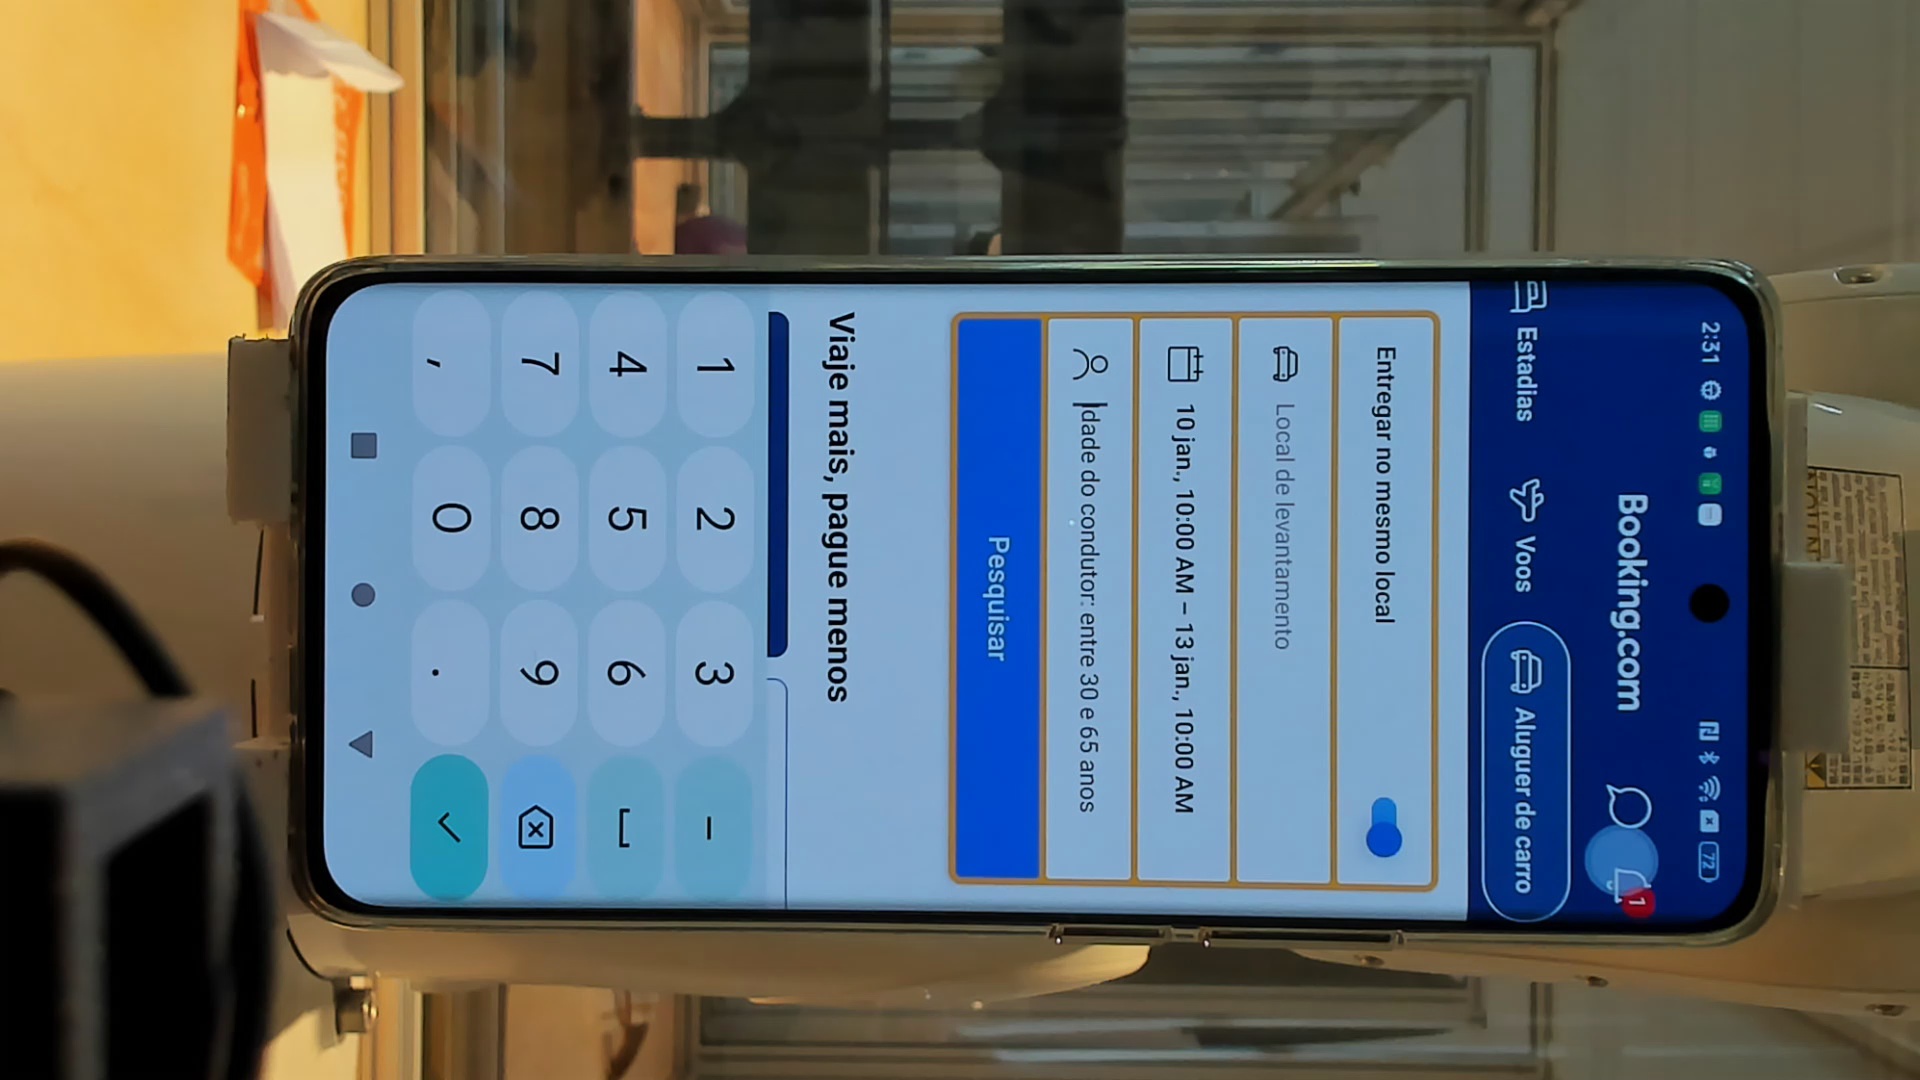 2:31
72
Booking.com
1
Estadias
Voos
Aluguer de carro
Entregar no mesmo local
Local de levantamento
10 jan., 10:00 AM – 13 jan., 10:00 AM
Idade do condutor: entre 30 e 65 anos
Pesquisar
Viaje mais, pague menos
1 2 3 -
4 5 6
7 8 9
, 0 .